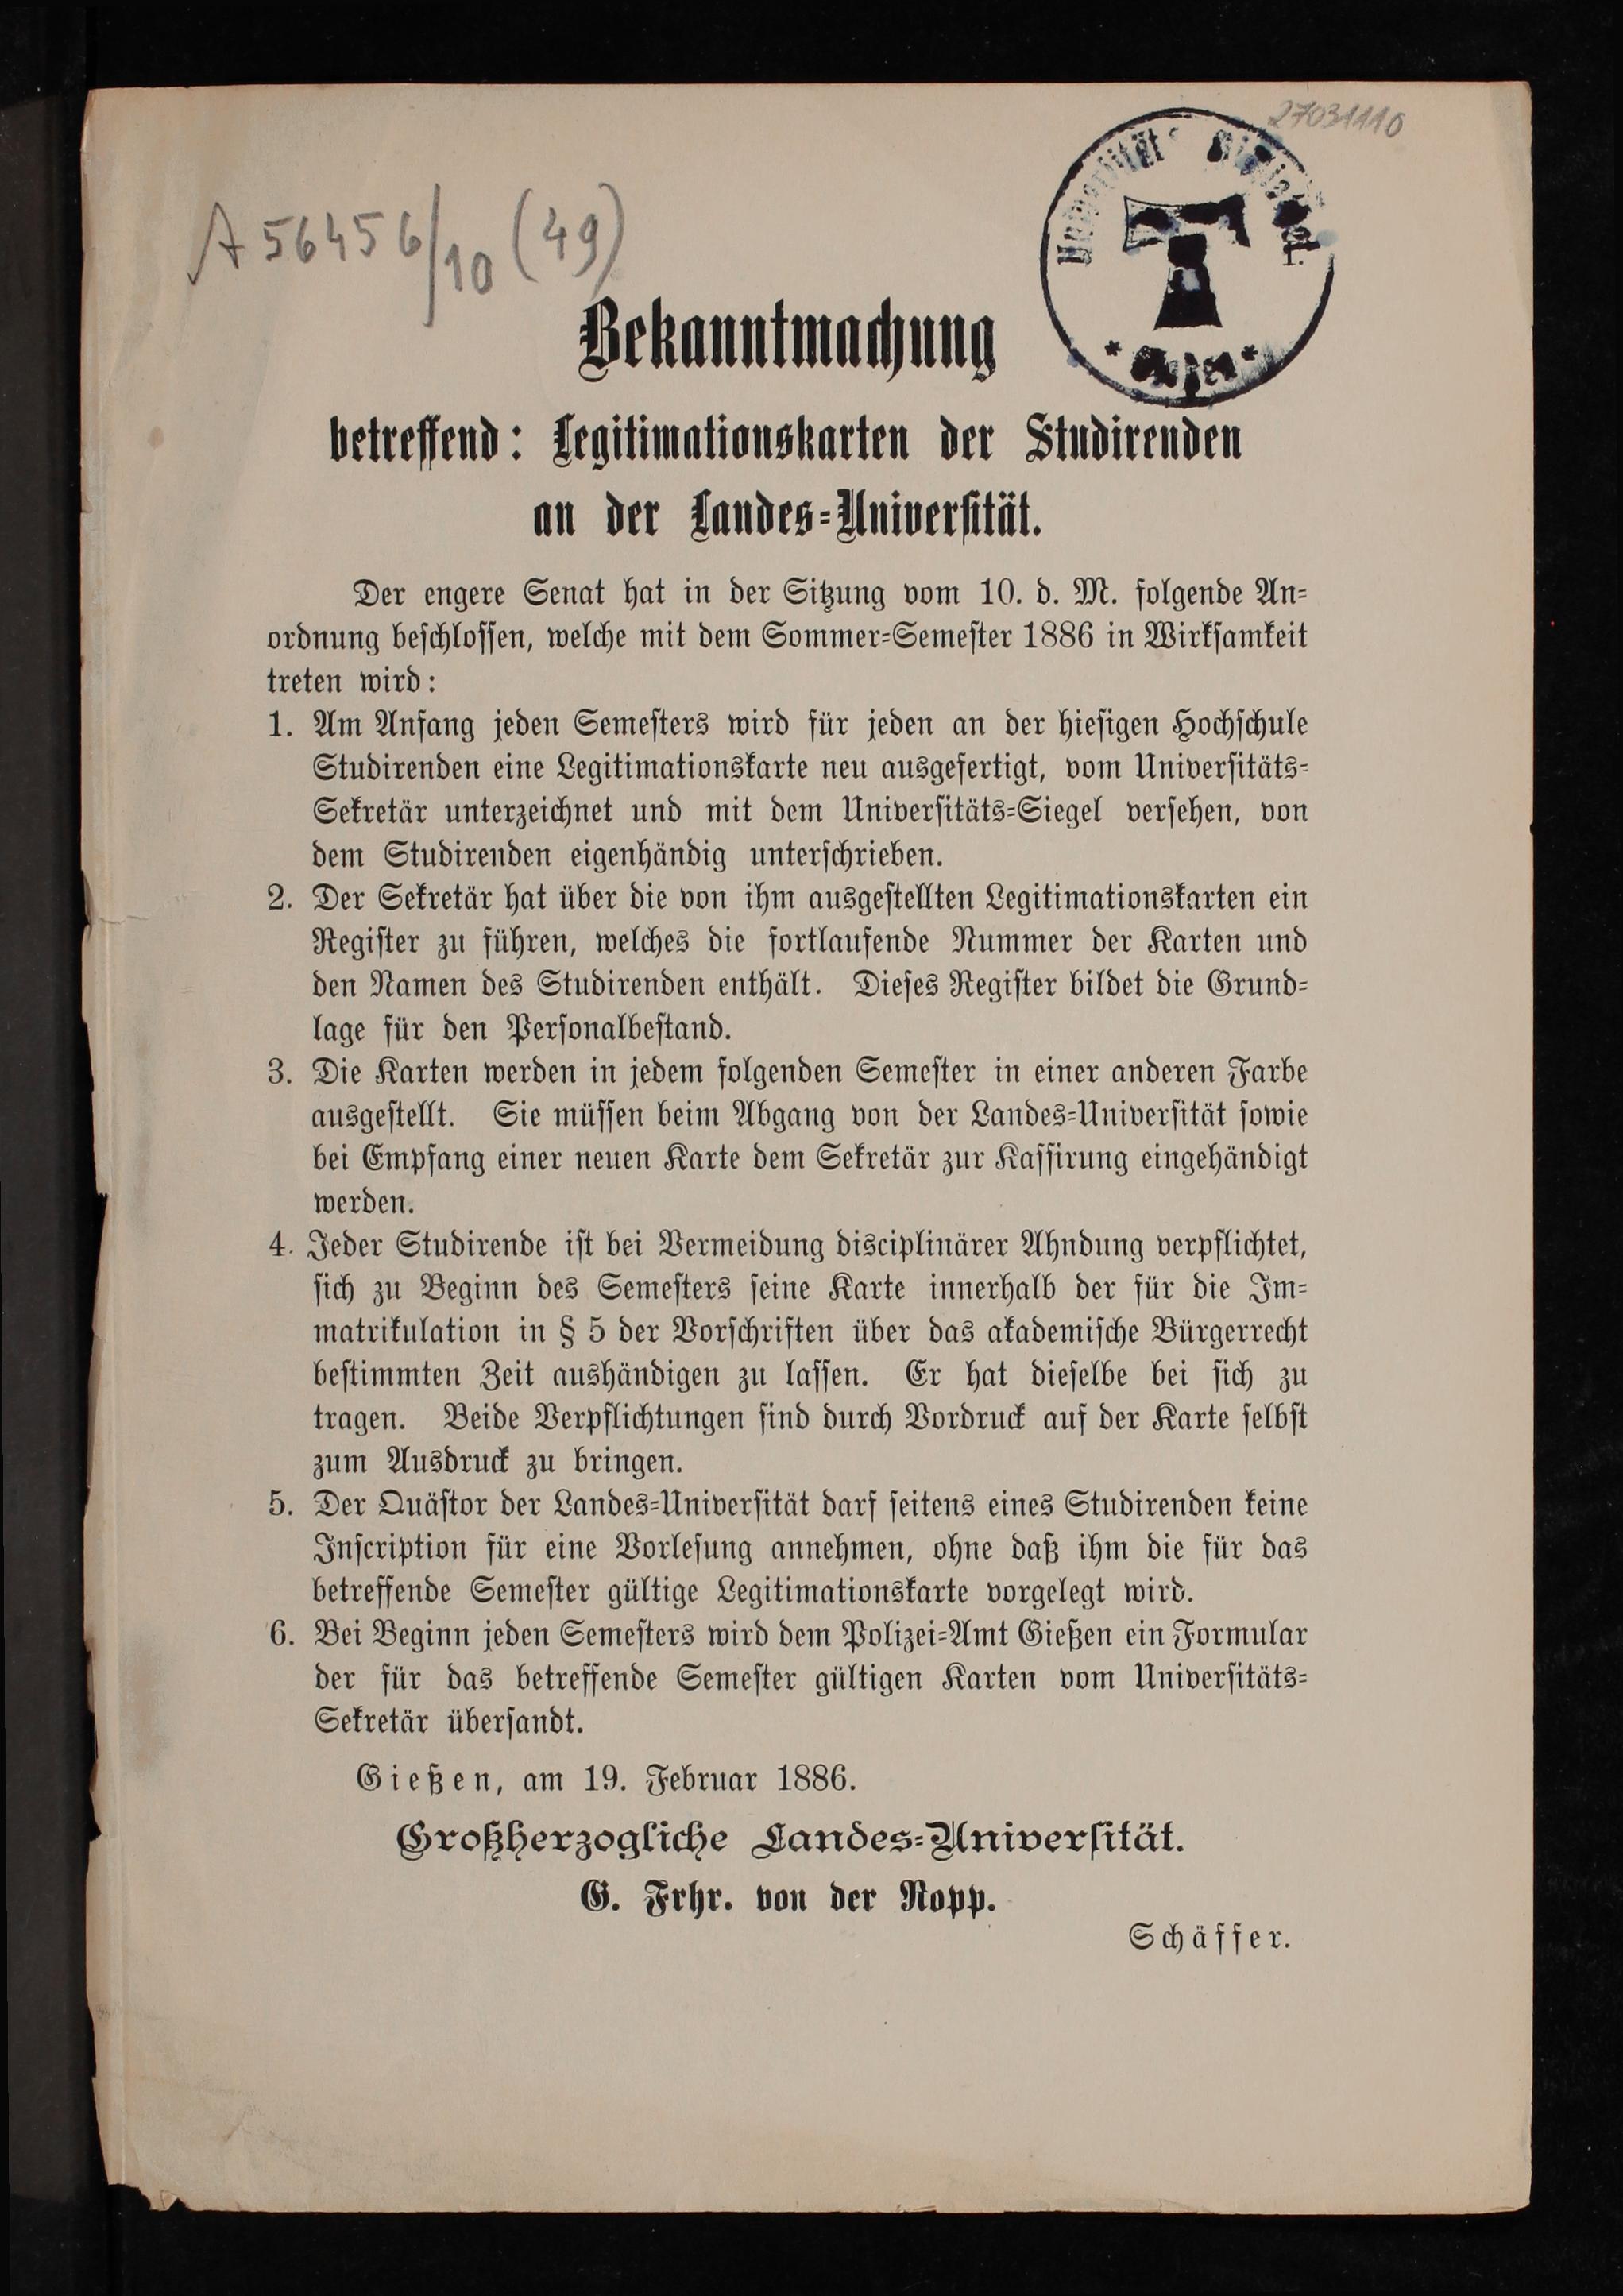 27031110
A 56456/10 (49)
Universitäts Bibliothek
* Gießen *
Bekanntmachung
betreffend: Legitimationskarten der Studirenden
an der Landes-Universität.
Der engere Senat hat in der Sitzung vom 10. d. M. folgende An-
ordnung beschlossen, welche mit dem Sommer-Semester 1886 in Wirksamkeit
treten wird:
1. Am Anfang jeden Semesters wird für jeden an der hiesigen Hochschule
Studirenden eine Legitimationskarte neu ausgefertigt, vom Universitäts-
Sekretär unterzeichnet und mit dem Universitäts-Siegel versehen, von
dem Studirenden eigenhändig unterschrieben.
2. Der Sekretär hat über die von ihm ausgestellten Legitimationskarten ein
Register zu führen, welches die fortlaufende Nummer der Karten und
den Namen des Studirenden enthält. Dieses Register bildet die Grund-
lage für den Personalbestand.
3. Die Karten werden in jedem folgenden Semester in einer anderen Farbe
ausgestellt. Sie müssen beim Abgang von der Landes-Universität sowie
bei Empfang einer neuen Karte dem Sekretär zur Kassirung eingehändigt
werden.
4. Jeder Studirende ist bei Vermeidung disciplinärer Ahndung verpflichtet,
sich zu Beginn des Semesters seine Karte innerhalb der für die Im-
matrikulation in § 5 der Vorschriften über das akademische Bürgerrecht
bestimmten Zeit aushändigen zu lassen. Er hat dieselbe bei sich zu
tragen. Beide Verpflichtungen sind durch Vordruck auf der Karte selbst
zum Ausdruck zu bringen.
5. Der Quästor der Landes-Universität darf seitens eines Studirenden keine
Inscription für eine Vorlesung annehmen, ohne daß ihm die für das
betreffende Semester gültige Legitimationskarte vorgelegt wird.
6. Bei Beginn jeden Semesters wird dem Polizei-Amt Gießen ein Formular
der für das betreffende Semester gültigen Karten vom Universitäts-
Sekretär übersandt.
Gießen, am 19. Februar 1886.
Großherzogliche Landes-Universität.
G. Frhr. von der Ropp.
Schäffer.